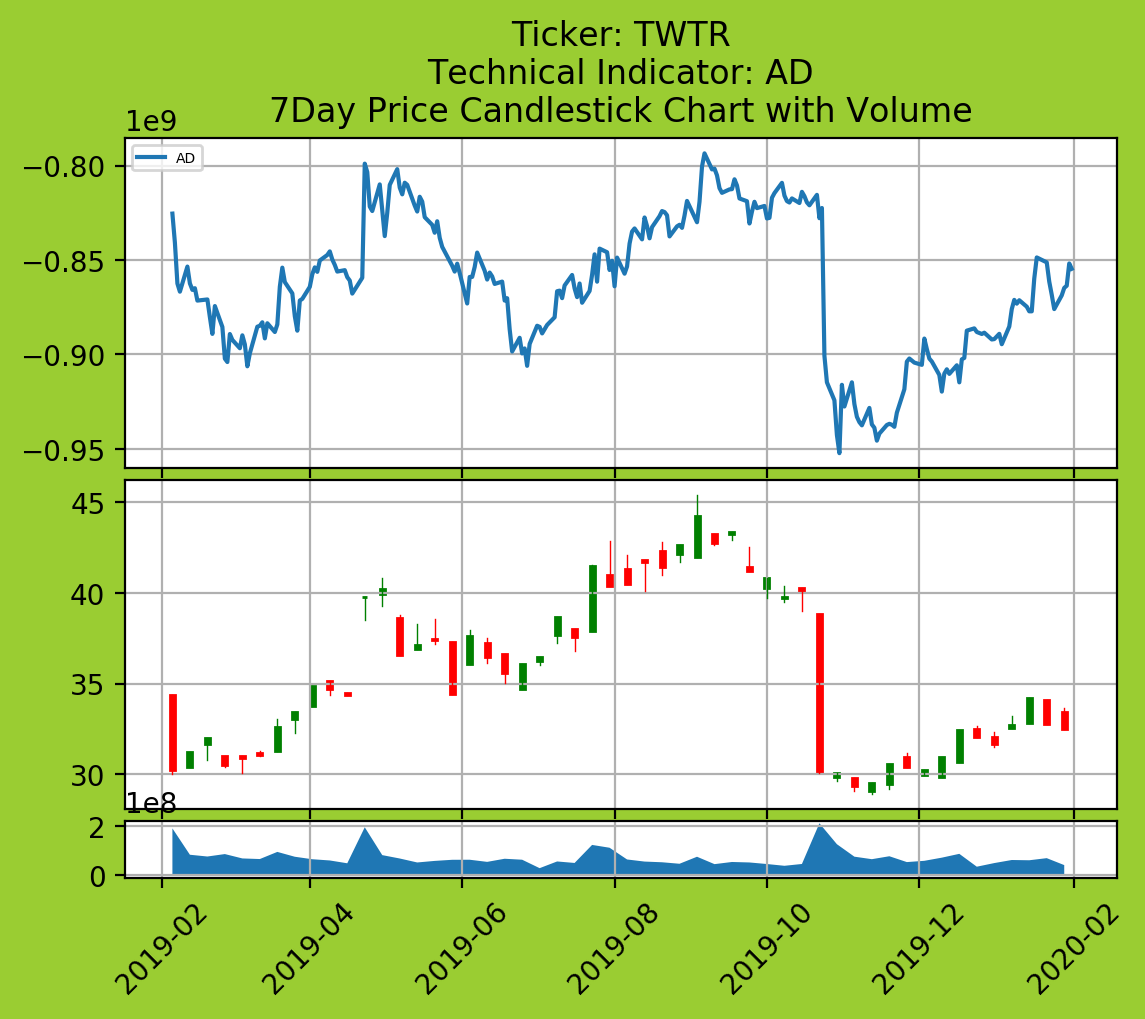 Ticker: TWTR
Technical Indicator: AD
7Day Price Candlestick Chart with Volume
1e9
AD
−0.80
−0.85
−0.90
−0.95
45
40
35
30
1e8
2
0
2019-02
2019-04
2019-06
2019-08
2019-10
2019-12
2020-02